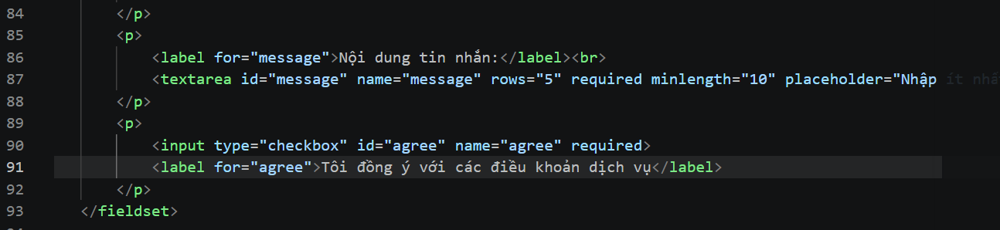 84 </p>
85 <p>
86 <label for="message">Nội dung tin nhắn:</label><br>
87 <textarea id="message" name="message" rows="5" required minlength="10" placeholder="Nhập ít
88 </p>
89 <p>
90 <input type="checkbox" id="agree" name="agree" required>
91 <label for="agree">Tôi đồng ý với các điều khoản dịch vụ</label>
92 </p>
93 </fieldset>